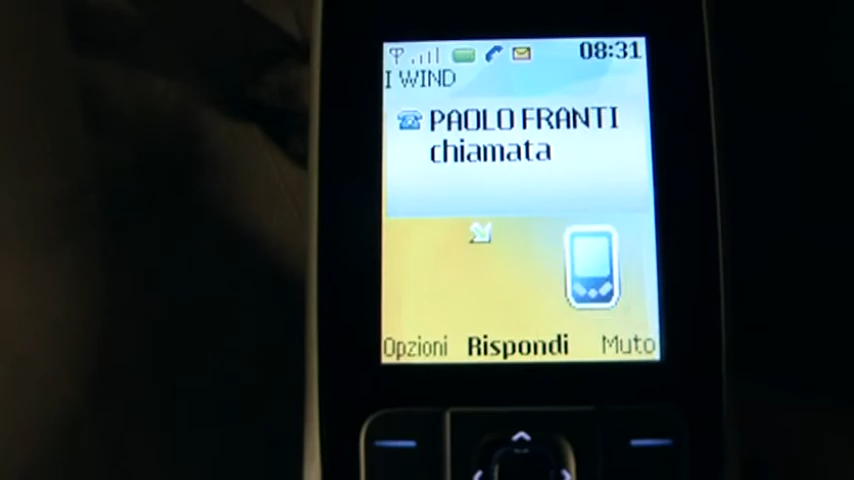 08:31
I WIND
PAOLO FRANTI
chiamata
Opzioni Rispondi Muto